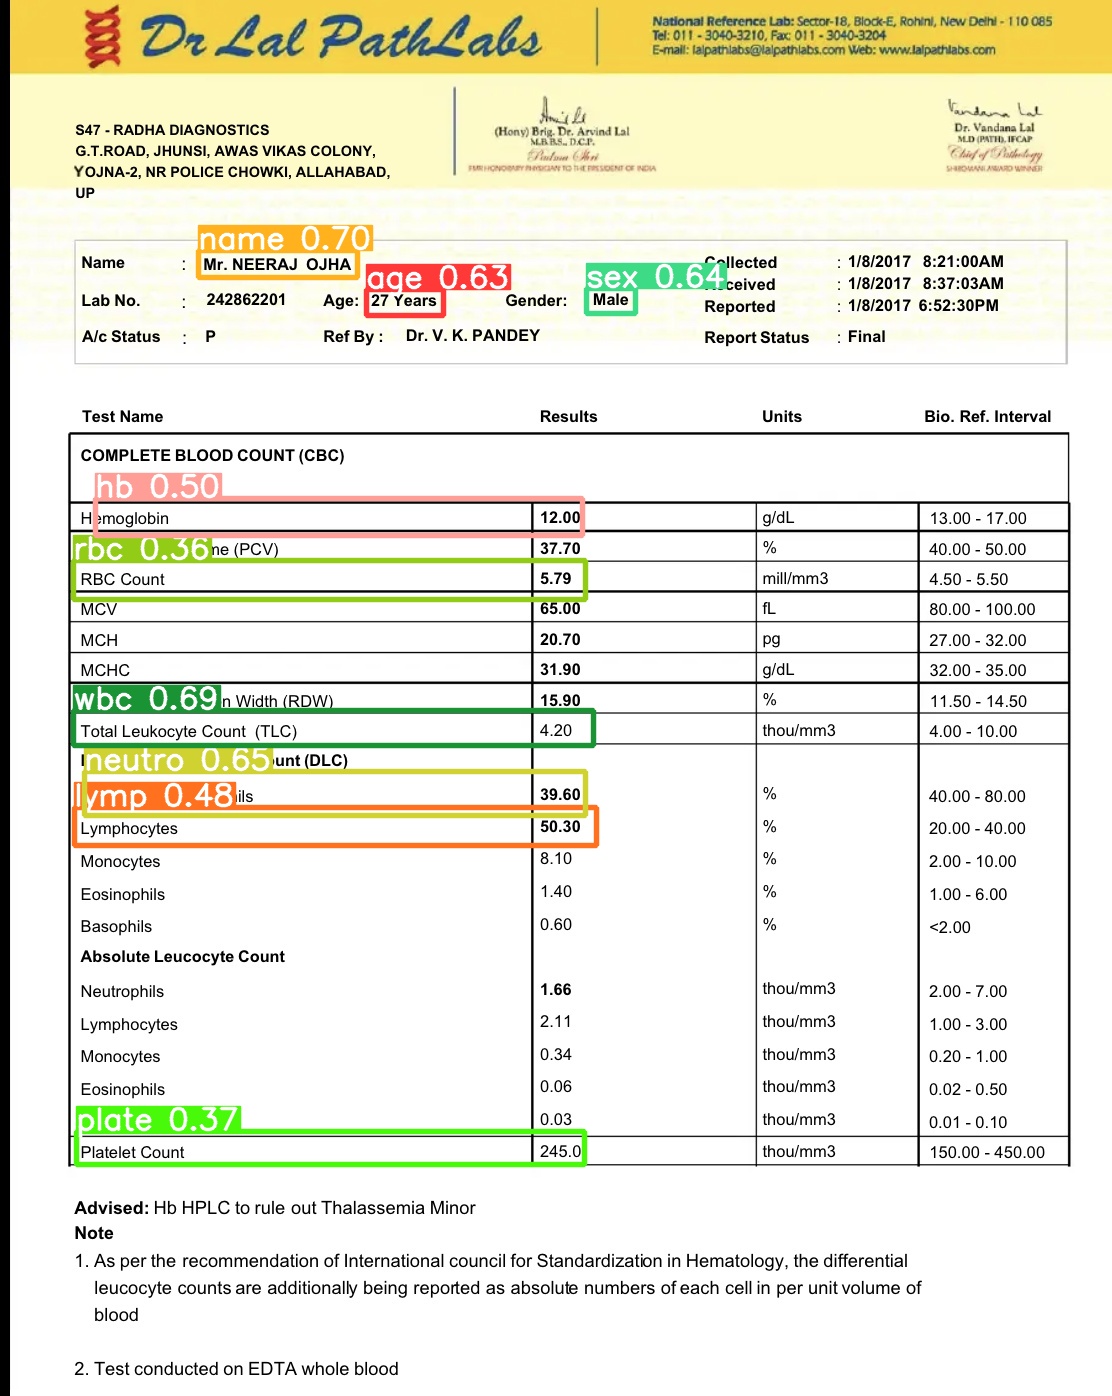 Dr Lal PathLabs
National Reference Lab: Sector-18, Block-E, Rohini, New Delhi - 110 085
Tel: 011 - 3040-3210, Fax: 011 - 3040-3204
E-mail: lalpathlabs@lalpathlabs.com Web: www.lalpathlabs.com
S47 - RADHA DIAGNOSTICS
G.T.ROAD, JHUNSI, AWAS VIKAS COLONY,
YOJNA-2, NR POLICE CHOWKI, ALLAHABAD,
UP
(Hony) Brig. Dr. Arvind Lal
M.B.B.S., D.C.P.
Padma Shri
FMR HONORARY PHYSICIAN TO THE PRESIDENT OF INDIA
Vandana Lal
Dr. Vandana Lal
M.D (PATH), IFCAP
Chief of Pathology
SHIROMANI AWARD WINNER
name 0.70
Name : Mr. NEERAJ OJHA
Collected : 1/8/2017 8:21:00AM
age 0.63
sex 0.64
ceived : 1/8/2017 8:37:03AM
Lab No. : 242862201 Age: 27 Years Gender: Male
Reported : 1/8/2017 6:52:30PM
A/c Status : P Ref By : Dr. V. K. PANDEY Report Status : Final
Test Name Results Units Bio. Ref. Interval
COMPLETE BLOOD COUNT (CBC)
hb 0.50
Hemoglobin 12.00 g/dL 13.00 - 17.00
rbc 0.36 me (PCV) 37.70 % 40.00 - 50.00
RBC Count 5.79 mill/mm3 4.50 - 5.50
MCV 65.00 fL 80.00 - 100.00
MCH 20.70 pg 27.00 - 32.00
MCHC 31.90 g/dL 32.00 - 35.00
wbc 0.69 n Width (RDW) 15.90 % 11.50 - 14.50
Total Leukocyte Count (TLC) 4.20 thou/mm3 4.00 - 10.00
neutro 0.65 unt (DLC)
lymp 0.48 ils 39.60 % 40.00 - 80.00
Lymphocytes 50.30 % 20.00 - 40.00
Monocytes 8.10 % 2.00 - 10.00
Eosinophils 1.40 % 1.00 - 6.00
Basophils 0.60 % <2.00
Absolute Leucocyte Count
Neutrophils 1.66 thou/mm3 2.00 - 7.00
Lymphocytes 2.11 thou/mm3 1.00 - 3.00
Monocytes 0.34 thou/mm3 0.20 - 1.00
Eosinophils 0.06 thou/mm3 0.02 - 0.50
plate 0.37 0.03 thou/mm3 0.01 - 0.10
Platelet Count 245.0 thou/mm3 150.00 - 450.00
Advised: Hb HPLC to rule out Thalassemia Minor
Note
1. As per the recommendation of International council for Standardization in Hematology, the differential
leucocyte counts are additionally being reported as absolute numbers of each cell in per unit volume of
blood
2. Test conducted on EDTA whole blood